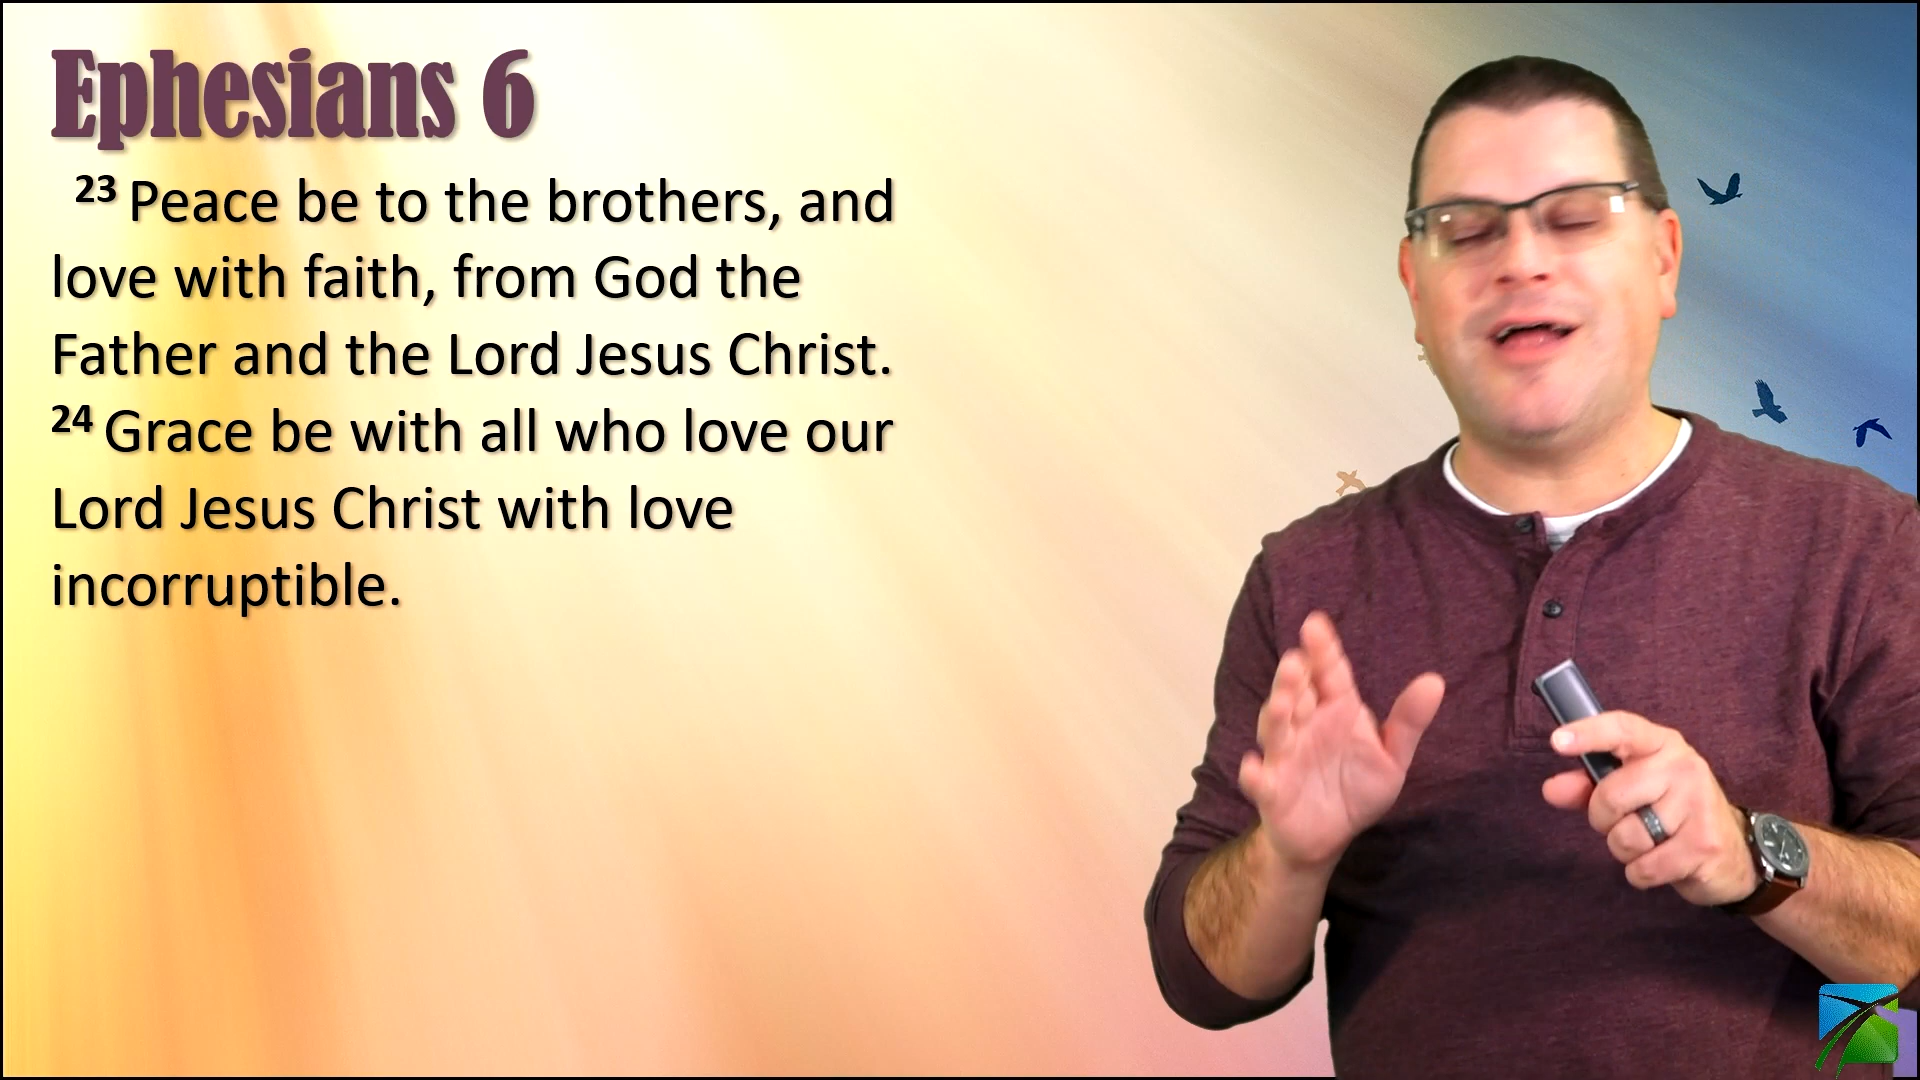 Ephesians 6
23 Peace be to the brothers, and
love with faith, from God the
Father and the Lord Jesus Christ.
24 Grace be with all who love our
Lord Jesus Christ with love
incorruptible.